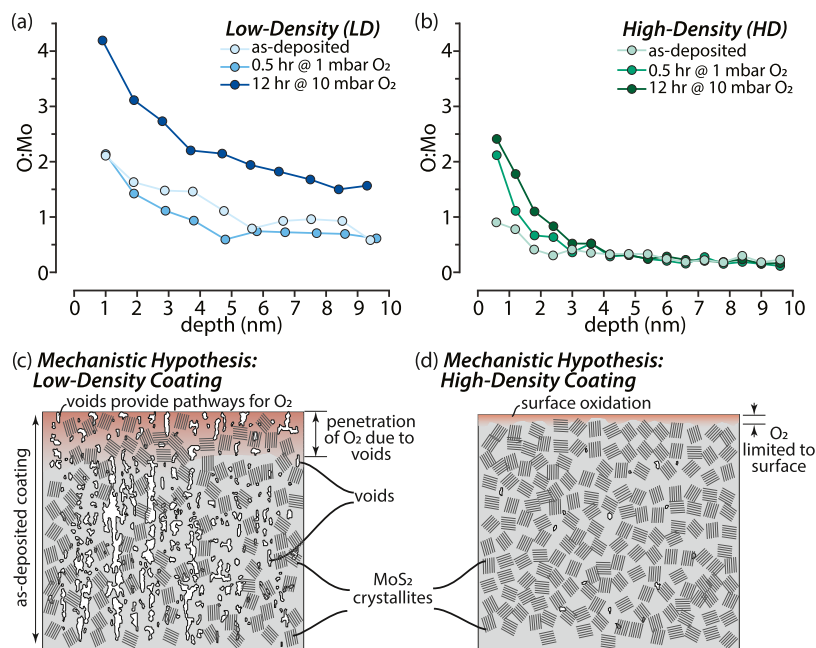 (a)
Low-Density (LD)
as-deposited
0.5 hr @ 1 mbar O₂
12 hr @ 10 mbar O₂
4
3
2
1
0
O:Mo
0 1 2 3 4 5 6 7 8 9 10
depth (nm)
(b)
High-Density (HD)
as-deposited
0.5 hr @ 1 mbar O₂
12 hr @ 10 mbar O₂
4
3
2
1
0
O:Mo
0 1 2 3 4 5 6 7 8 9 10
depth (nm)
(c) Mechanistic Hypothesis:
Low-Density Coating
voids provide pathways for O₂
as-deposited coating
penetration
of O₂ due to
voids
voids
MoS₂
crystallites
(d) Mechanistic Hypothesis:
High-Density Coating
surface oxidation
O₂
limited to
surface